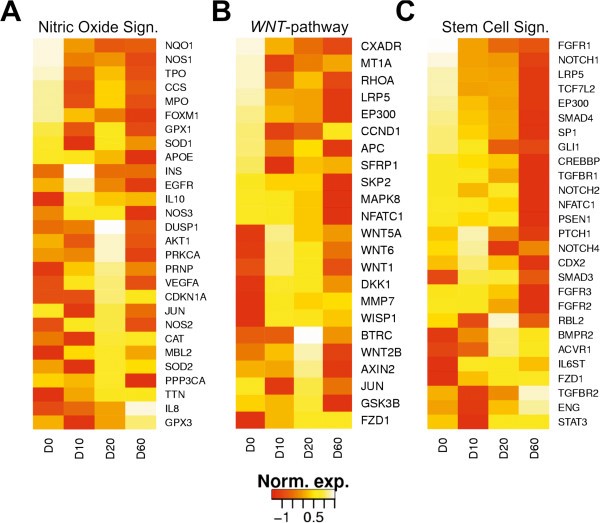 A
Nitric Oxide Sign.
NQO1
NOS1
TPO
CCS
MPO
FOXM1
GPX1
SOD1
APOE
INS
EGFR
IL10
NOS3
DUSP1
AKT1
PRKCA
PRNP
VEGFA
CDKN1A
JUN
NOS2
CAT
MBL2
SOD2
PPP3CA
TTN
IL8
GPX3
D0 D10 D20 D60
B
WNT-pathway
CXADR
MT1A
RHOA
LRP5
EP300
CCND1
APC
SFRP1
SKP2
MAPK8
NFATC1
WNT5A
WNT6
WNT1
DKK1
MMP7
WISP1
BTRC
WNT2B
AXIN2
JUN
GSK3B
FZD1
D0 D10 D20 D60
C
Stem Cell Sign.
FGFR1
NOTCH1
LRP5
TCF7L2
EP300
SMAD4
SP1
GLI1
CREBBP
TGFBR1
NOTCH2
NFATC1
PSEN1
PTCH1
NOTCH4
CDX2
SMAD3
FGFR3
FGFR2
RBL2
BMPR2
ACVR1
IL6ST
FZD1
TGFBR2
ENG
STAT3
D0 D10 D20 D60
Norm. exp.
−1 0.5